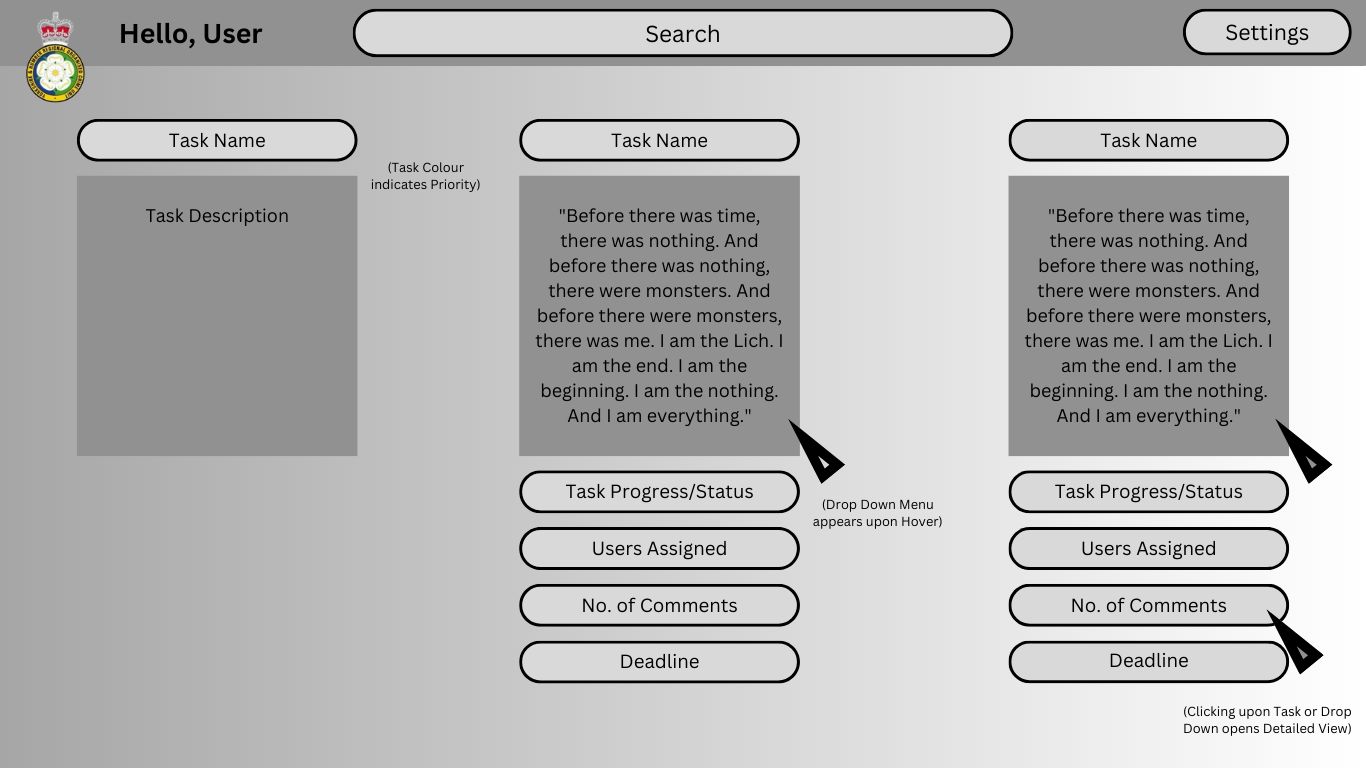 Hello, User
Search
Settings
Task Name
Task Description
(Task Colour
indicates Priority)
Task Name
"Before there was time,
there was nothing. And
before there was nothing,
there were monsters. And
before there were monsters,
there was me. I am the Lich. I
am the end. I am the
beginning. I am the nothing.
And I am everything."
Task Progress/Status
Users Assigned
No. of Comments
Deadline
(Drop Down Menu
appears upon Hover)
Task Name
"Before there was time,
there was nothing. And
before there was nothing,
there were monsters. And
before there were monsters,
there was me. I am the Lich. I
am the end. I am the
beginning. I am the nothing.
And I am everything."
Task Progress/Status
Users Assigned
No. of Comments
Deadline
(Clicking upon Task or Drop
Down opens Detailed View)